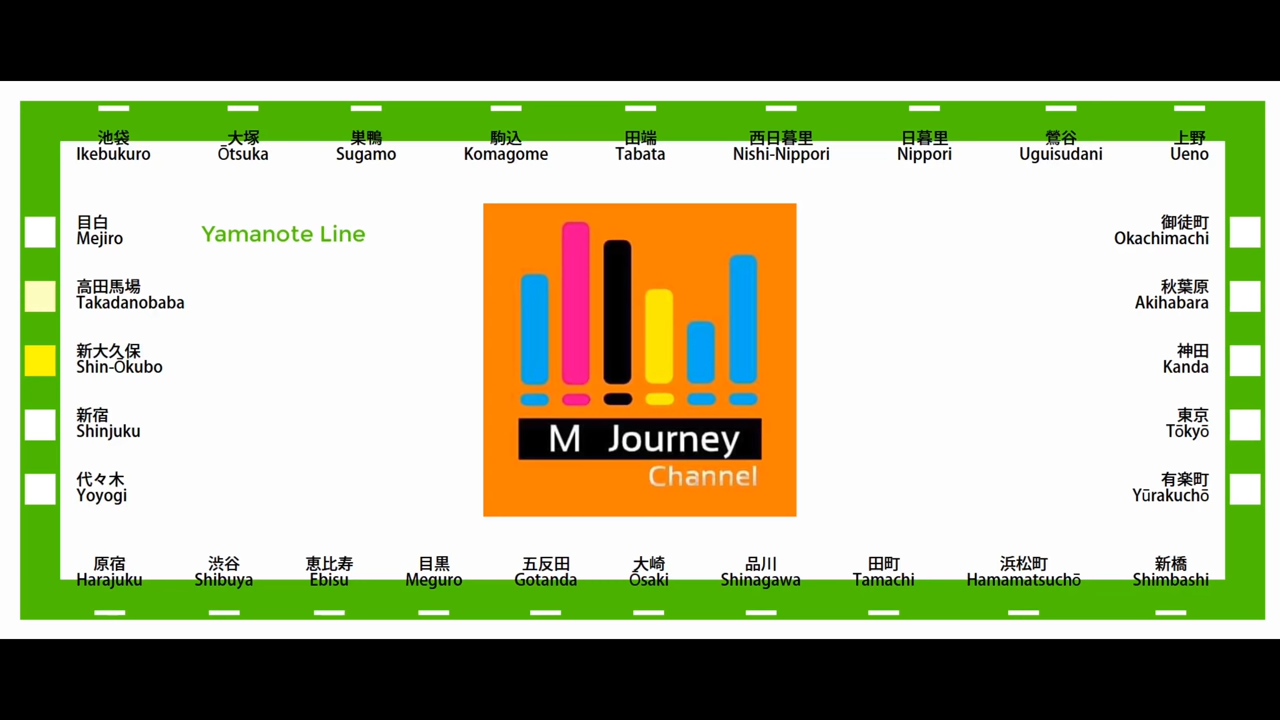 池袋
Ikebukuro
大塚
Ōtsuka
巣鴨
Sugamo
駒込
Komagome
田端
Tabata
西日暮里
Nishi-Nippori
日暮里
Nippori
鶯谷
Uguisudani
上野
Ueno
目白
Mejiro
Yamanote Line
御徒町
Okachimachi
高田馬場
Takadanobaba
秋葉原
Akihabara
新大久保
Shin-Ōkubo
神田
Kanda
新宿
Shinjuku
M Journey
Channel
東京
Tōkyō
代々木
Yoyogi
有楽町
Yūrakuchō
原宿
Harajuku
渋谷
Shibuya
恵比寿
Ebisu
目黒
Meguro
五反田
Gotanda
大崎
Ōsaki
品川
Shinagawa
田町
Tamachi
浜松町
Hamamatsuchō
新橋
Shimbashi